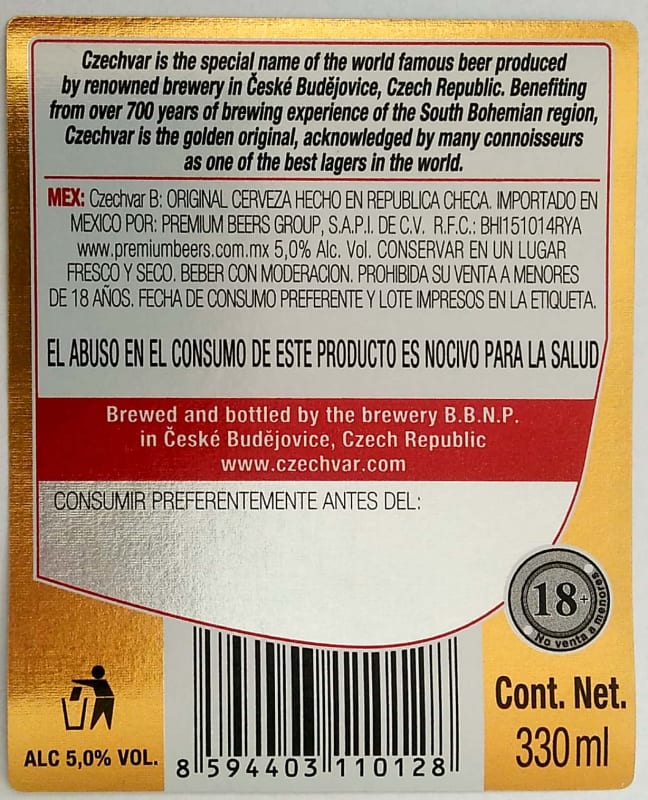 Czechvar is the special name of the world famous beer produced
by renowned brewery in České Budějovice, Czech Republic. Benefiting
from over 700 years of brewing experience of the South Bohemian region,
Czechvar is the golden original, acknowledged by many connoisseurs
as one of the best lagers in the world.
MEX: Czechvar B: ORIGINAL CERVEZA HECHO EN REPUBLICA CHECA. IMPORTADO EN
MEXICO POR: PREMIUM BEERS GROUP, S.A.P.I. DE C.V. R.F.C.: BHI151014RYA
www.premiumbeers.com.mx 5,0% Alc. Vol. CONSERVAR EN UN LUGAR
FRESCO Y SECO. BEBER CON MODERACION. PROHIBIDA SU VENTA A MENORES
DE 18 AÑOS. FECHA DE CONSUMO PREFERENTE Y LOTE IMPRESOS EN LA ETIQUETA.
EL ABUSO EN EL CONSUMO DE ESTE PRODUCTO ES NOCIVO PARA LA SALUD
Brewed and bottled by the brewery B.B.N.P.
in České Budějovice, Czech Republic
www.czechvar.com
CONSUMIR PREFERENTEMENTE ANTES DEL:
18+
No venta a menores
Cont. Net.
330 ml
ALC 5,0% VOL.
8 594403 110128